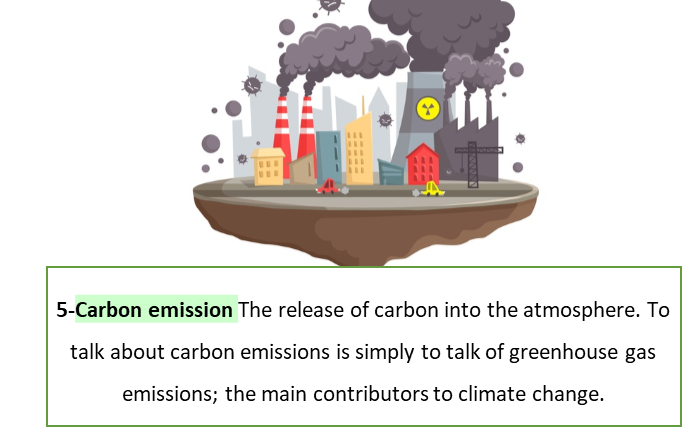 5-Carbon emission The release of carbon into the atmosphere. To
talk about carbon emissions is simply to talk of greenhouse gas
emissions; the main contributors to climate change.